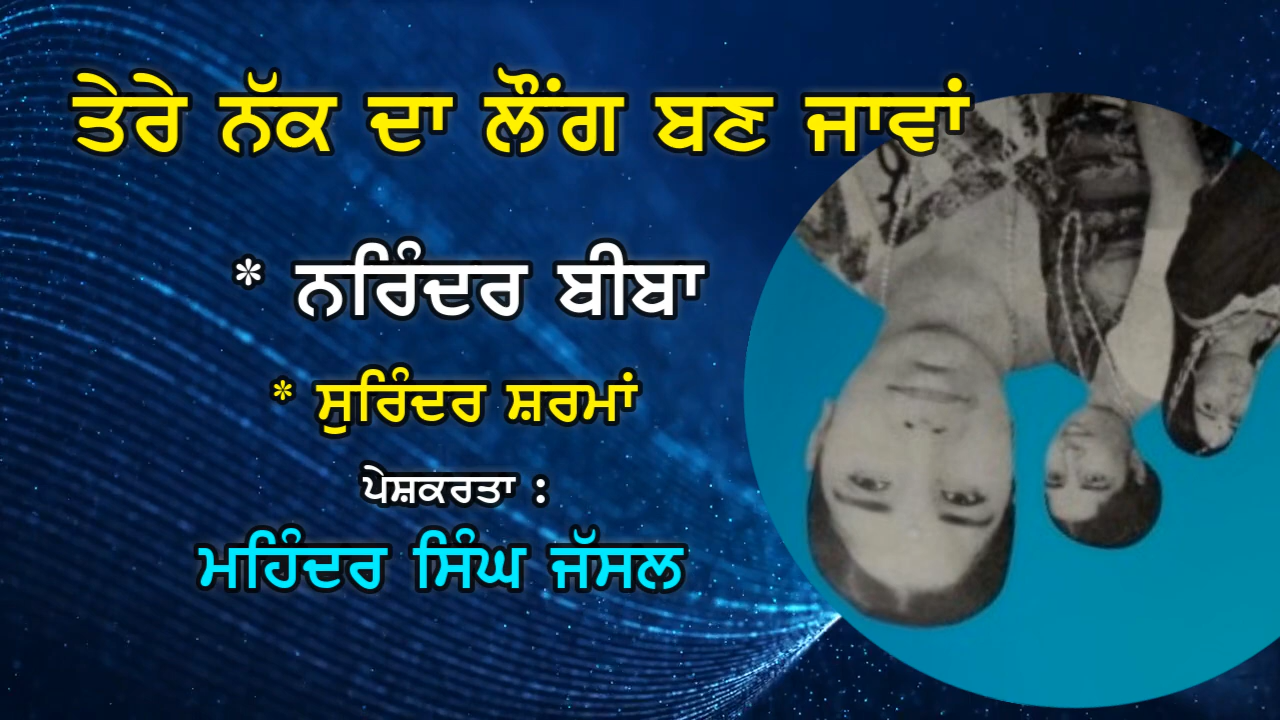 ਤੇਰੇ ਨੱਕ ਦਾ ਲੌਂਗ ਬਣ ਜਾਵਾਂ
* ਨਰਿੰਦਰ ਬੀਬਾ
* ਸੁਰਿੰਦਰ ਸ਼ਰਮਾਂ
ਪੇਸ਼ਕਰਤਾ :
ਮਹਿੰਦਰ ਸਿੰਘ ਜੱਸਲ